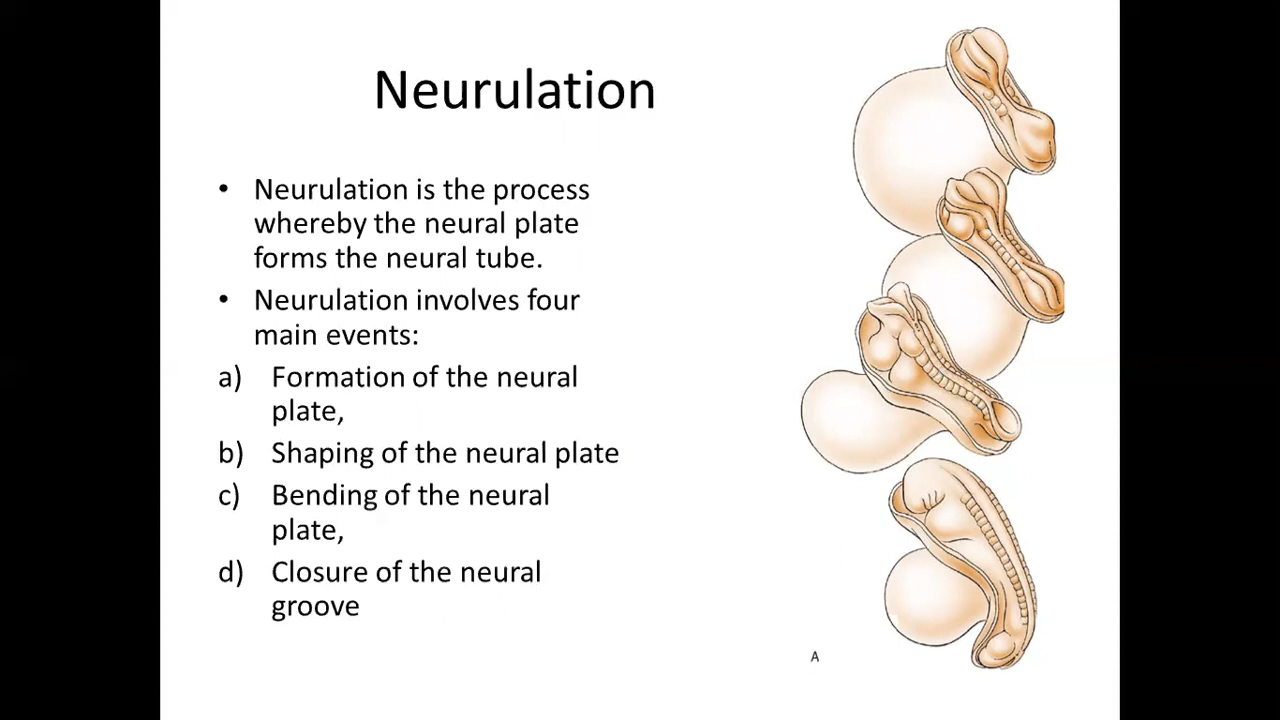 Neurulation
• Neurulation is the process
whereby the neural plate
forms the neural tube.
• Neurulation involves four
main events:
a) Formation of the neural
plate,
b) Shaping of the neural plate
c) Bending of the neural
plate,
d) Closure of the neural
groove
A